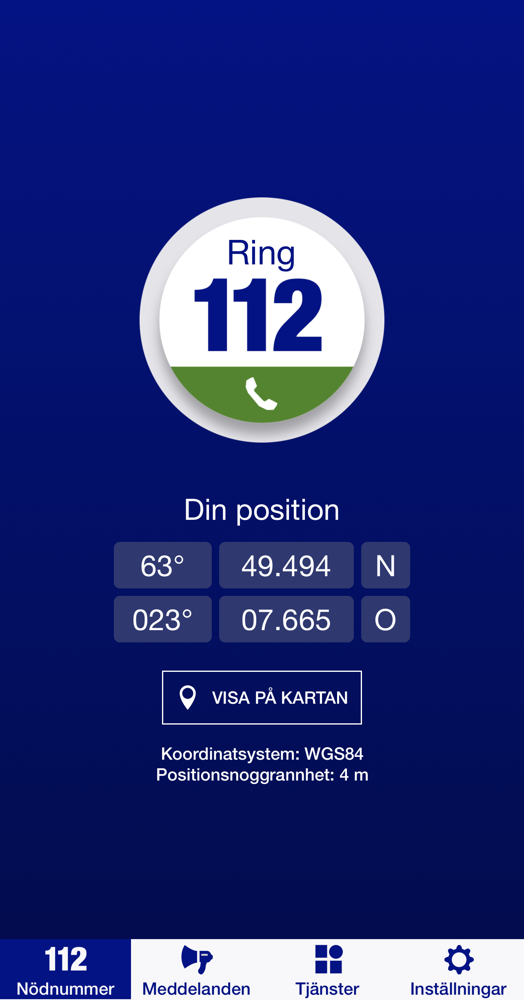 Ring
112
Din position
63° 49.494 N
023° 07.665 O
VISA PÅ KARTAN
Koordinatsystem: WGS84
Positionsnoggrannhet: 4 m
112
Nödnummer Meddelanden Tjänster Inställningar